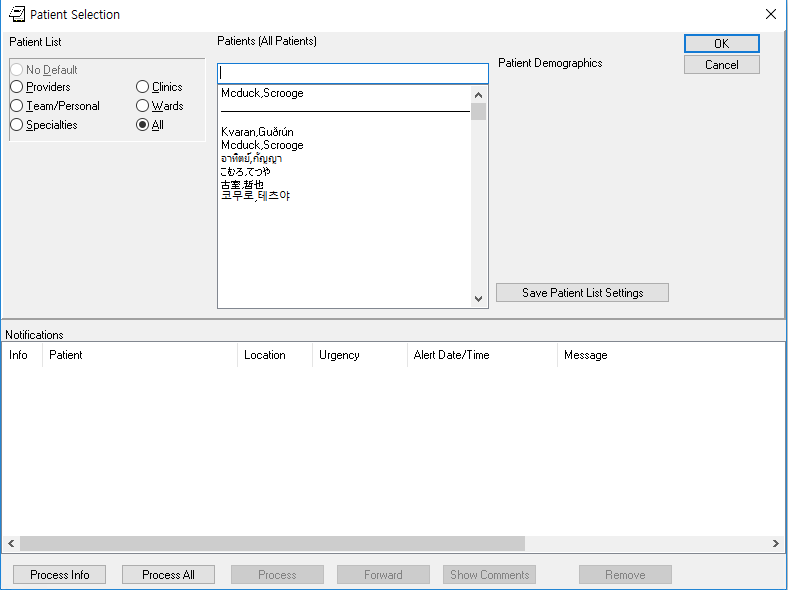 Patient Selection
Patient List
No Default
Providers
Clinics
Team/Personal
Wards
Specialties
All
Patients (All Patients)
Mcduck,Scrooge
Kvaran,Guðrún
Mcduck,Scrooge
อาทิตย์,กัญญา
こむろ,てつや
古室,哲也
코무로,테츠야
Patient Demographics
OK
Cancel
Save Patient List Settings
Notifications
Info Patient Location Urgency Alert Date/Time Message
Process Info Process All Process Forward Show Comments Remove